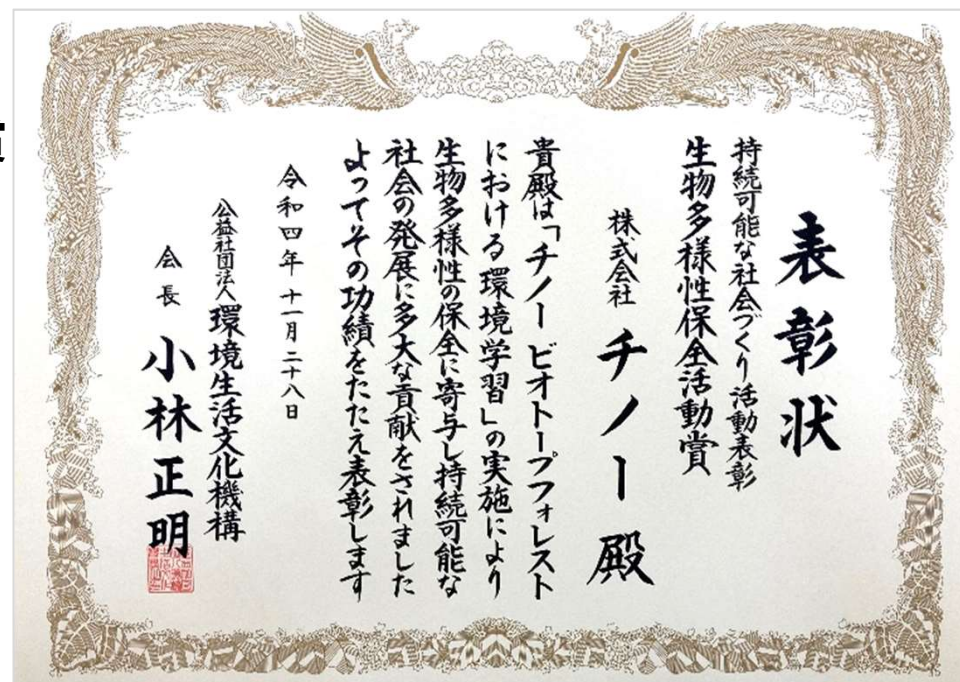 表彰状
持続可能な社会づくり活動表彰
生物多様性保全活動賞
株式会社 チノー 殿
貴殿は「チノー ビオトープフォレスト
における環境学習」の実施により
生物多様性の保全に寄与し持続可能な
社会の発展に多大な貢献をされました
よってその功績をたたえ表彰します
令和四年 十一月二十八日
公益社団法人 環境生活文化機構
会長 小林正明